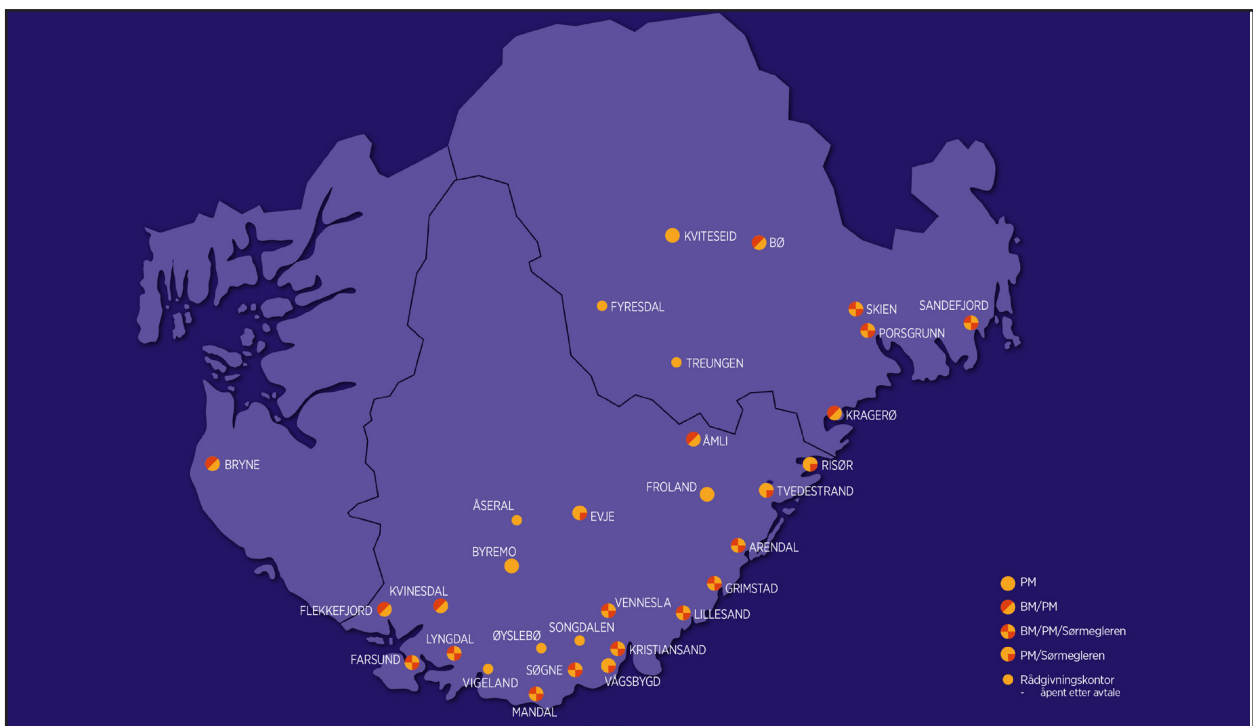 KVITESEID
BØ
FYRESDAL
SKIEN
SANDEFJORD
PORSGRUNN
TREUNGEN
KRAGERØ
ÅMLI
BRYNE
RISØR
FROLAND
TVEDESTRAND
ÅSERAL
EVJE
BYREMO
ARENDAL
KVINESDAL
GRIMSTAD
FLEKKEFJORD
VENNESLA
LILLESAND
SONGDALEN
ØYSLEBØ
LYNGDAL
KRISTIANSAND
FARSUND
SØGNE
VIGELAND
VÅGSBYGD
MANDAL
PM
BM/PM
BM/PM/Sørmegleren
PM/Sørmegleren
Rådgivningskontor
- åpent etter avtale